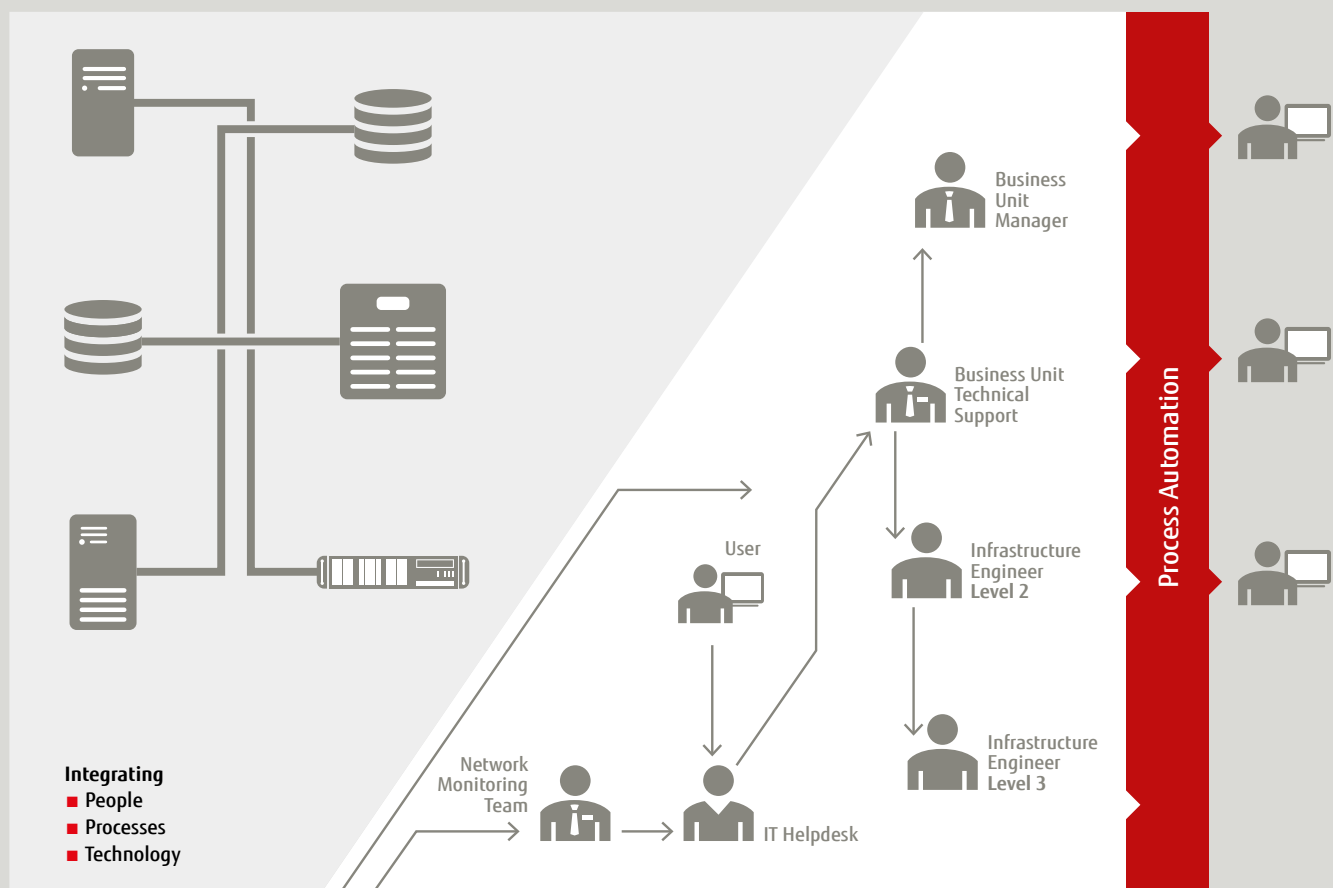 Business
Unit
Manager
Business Unit
Technical
Support
Process Automation
User
Infrastructure
Engineer
Level 2
Infrastructure
Engineer
Level 3
Network
Monitoring
Team
IT Helpdesk
Integrating
People
Processes
Technology